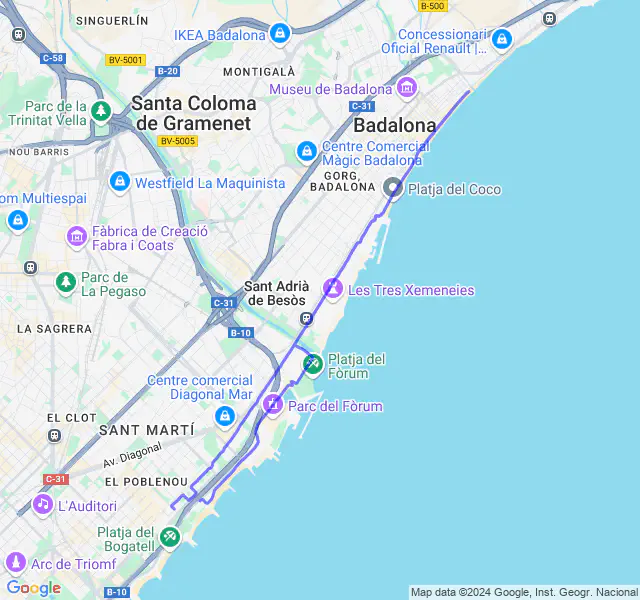 SINGUERLÍN
B-500
IKEA Badalona
Concessionari
Oficial Renault |...
C-58
BV-5001
B-20
MONTIGALÀ
Museu de Badalona
Parc de la
Trinitat Vella
Santa Coloma
de Gramenet
C-31
Badalona
BV-5005
NOU BARRIS
Centre Comercial
Màgic Badalona
GORG,
BADALONA
Westfield La Maquinista
Platja del Coco
om Multiespai
Fàbrica de Creació
Fabra i Coats
Parc de
La Pegaso
Sant Adrià
de Besòs
Les Tres Xemeneies
C-31
LA SAGRERA
B-10
Platja del
Fòrum
Centre comercial
Diagonal Mar
Parc del Fòrum
EL CLOT
SANT MARTÍ
Av. Diagonal
C-31
EL POBLENOU
L'Auditori
Platja del
Bogatell
Arc de Triomf
Google
B-10
Map data ©2024 Google, Inst. Geogr. Nacional